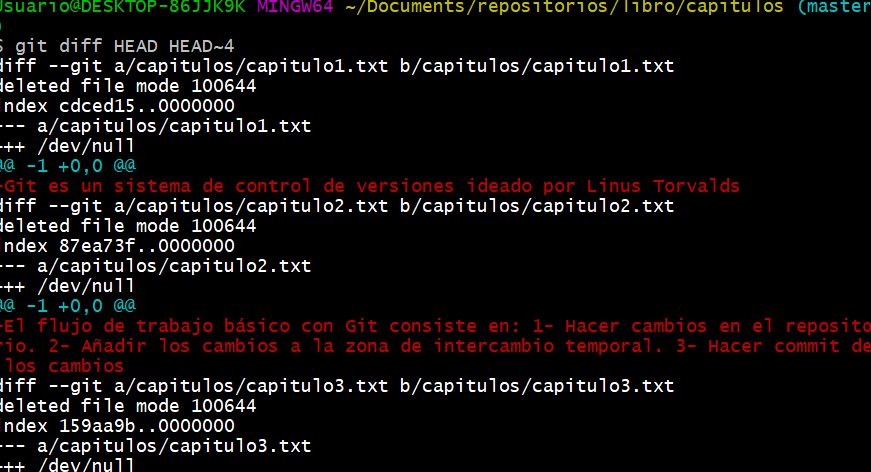 Usuario@DESKTOP-86JJK9K MINGW64 ~/Documents/repositorios/libro/capitulos (master
)
$ git diff HEAD HEAD~4
diff --git a/capitulos/capitulo1.txt b/capitulos/capitulo1.txt
deleted file mode 100644
index cdced15..0000000
--- a/capitulos/capitulo1.txt
+++ /dev/null
@@ -1 +0,0 @@
-Git es un sistema de control de versiones ideado por Linus Torvalds
diff --git a/capitulos/capitulo2.txt b/capitulos/capitulo2.txt
deleted file mode 100644
index 87ea73f..0000000
--- a/capitulos/capitulo2.txt
+++ /dev/null
@@ -1 +0,0 @@
-El flujo de trabajo básico con Git consiste en: 1- Hacer cambios en el reposito
rio. 2- Añadir los cambios a la zona de intercambio temporal. 3- Hacer commit de
los cambios
diff --git a/capitulos/capitulo3.txt b/capitulos/capitulo3.txt
deleted file mode 100644
index 159aa9b..0000000
--- a/capitulos/capitulo3.txt
+++ /dev/null